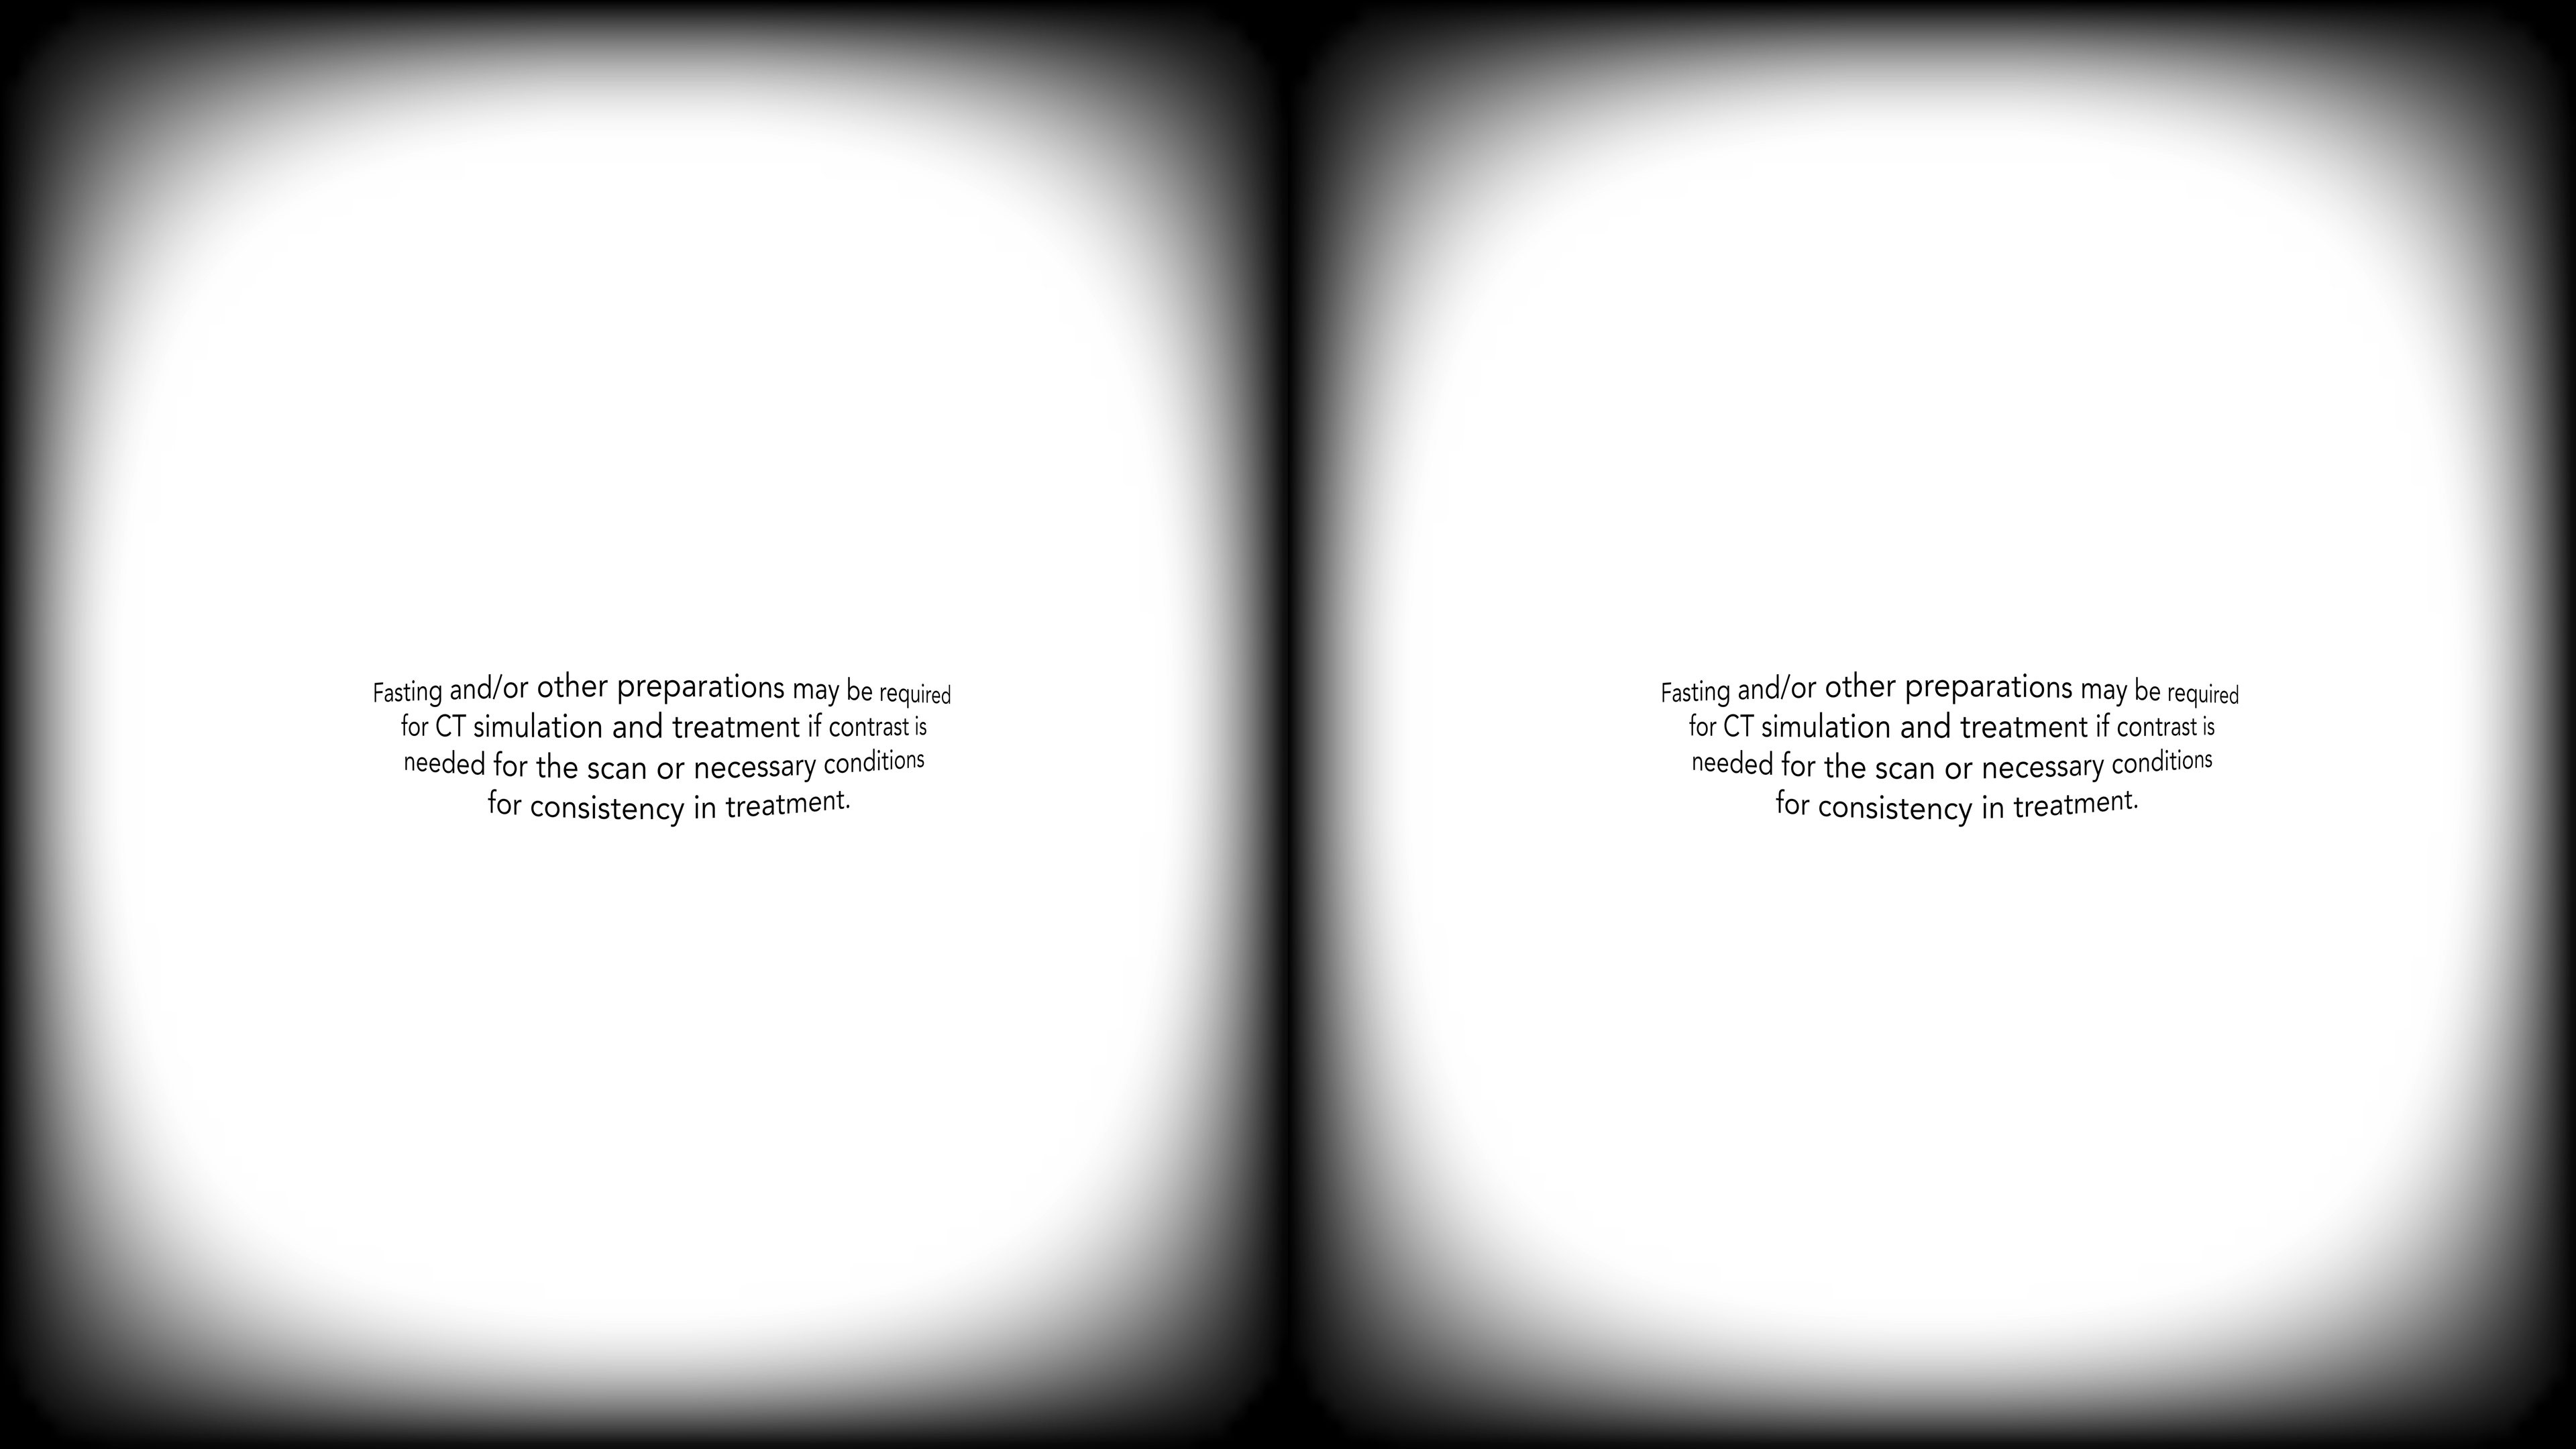 Fasting and/or other preparations may be required
for CT simulation and treatment if contrast is
needed for the scan or necessary conditions
for consistency in treatment.
Fasting and/or other preparations may be required
for CT simulation and treatment if contrast is
needed for the scan or necessary conditions
for consistency in treatment.